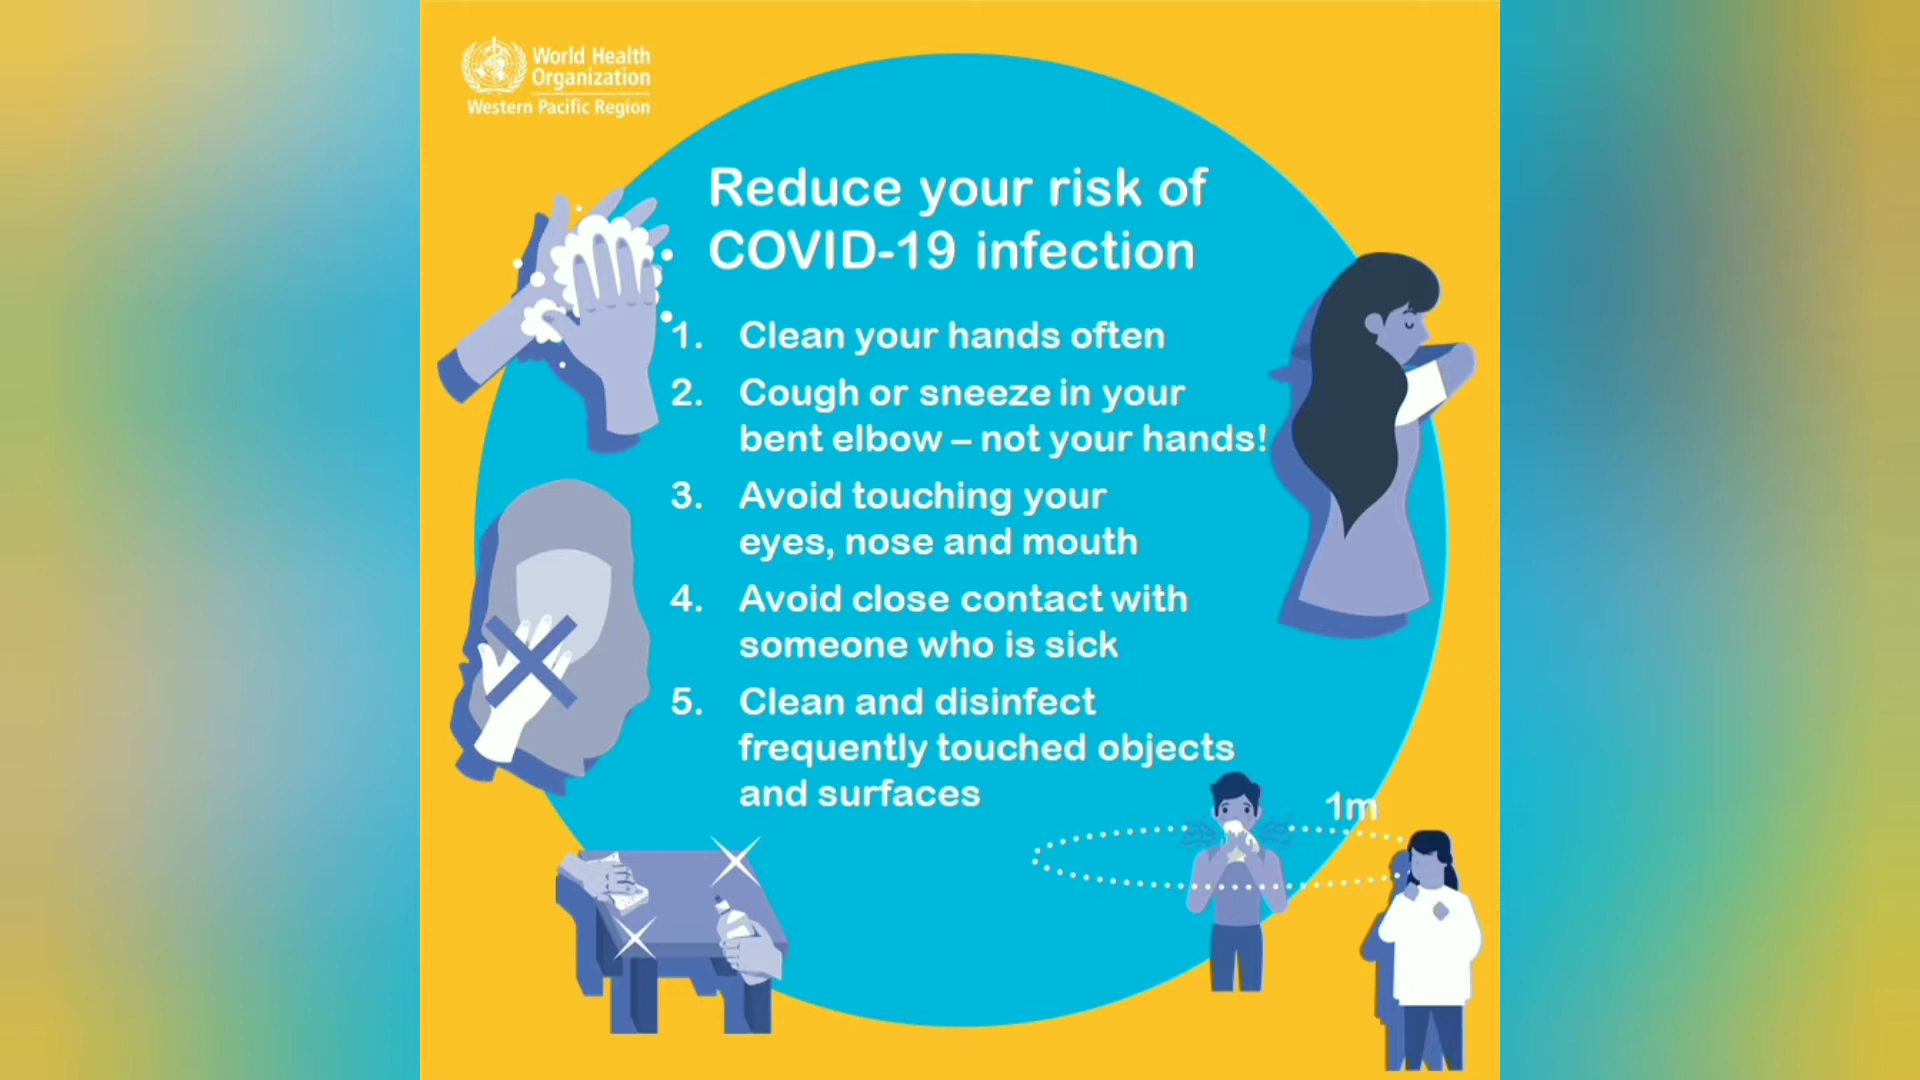 World Health
Organization
Western Pacific Region
Reduce your risk of
COVID-19 infection
1. Clean your hands often
2. Cough or sneeze in your
bent elbow – not your hands!
3. Avoid touching your
eyes, nose and mouth
4. Avoid close contact with
someone who is sick
5. Clean and disinfect
frequently touched objects
and surfaces
1m